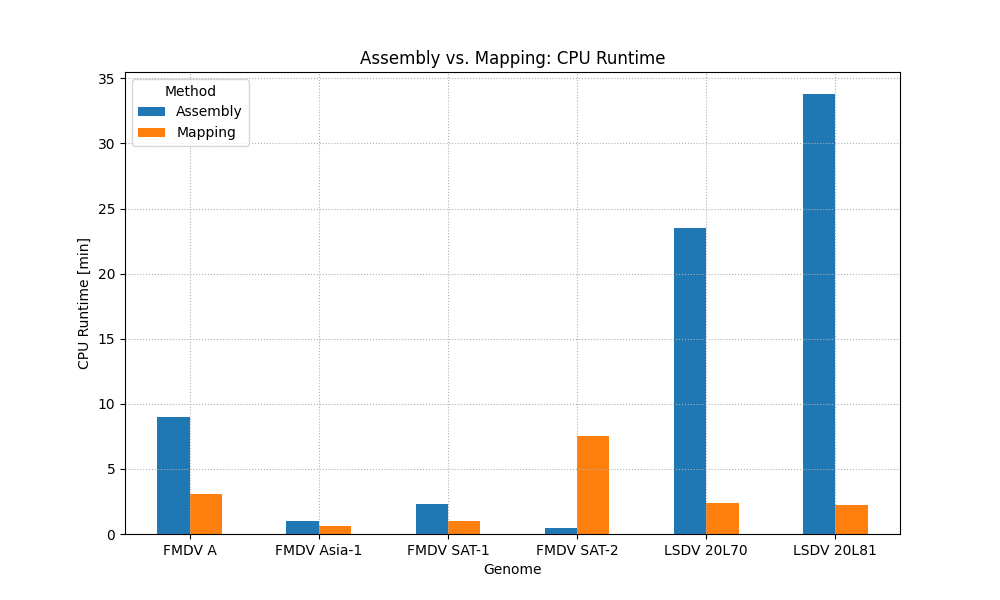 Assembly vs. Mapping: CPU Runtime
Method
Assembly
Mapping
CPU Runtime [min]
35
30
25
20
15
10
5
0
FMDV A
FMDV Asia-1
FMDV SAT-1
FMDV SAT-2
LSDV 20L70
LSDV 20L81
Genome